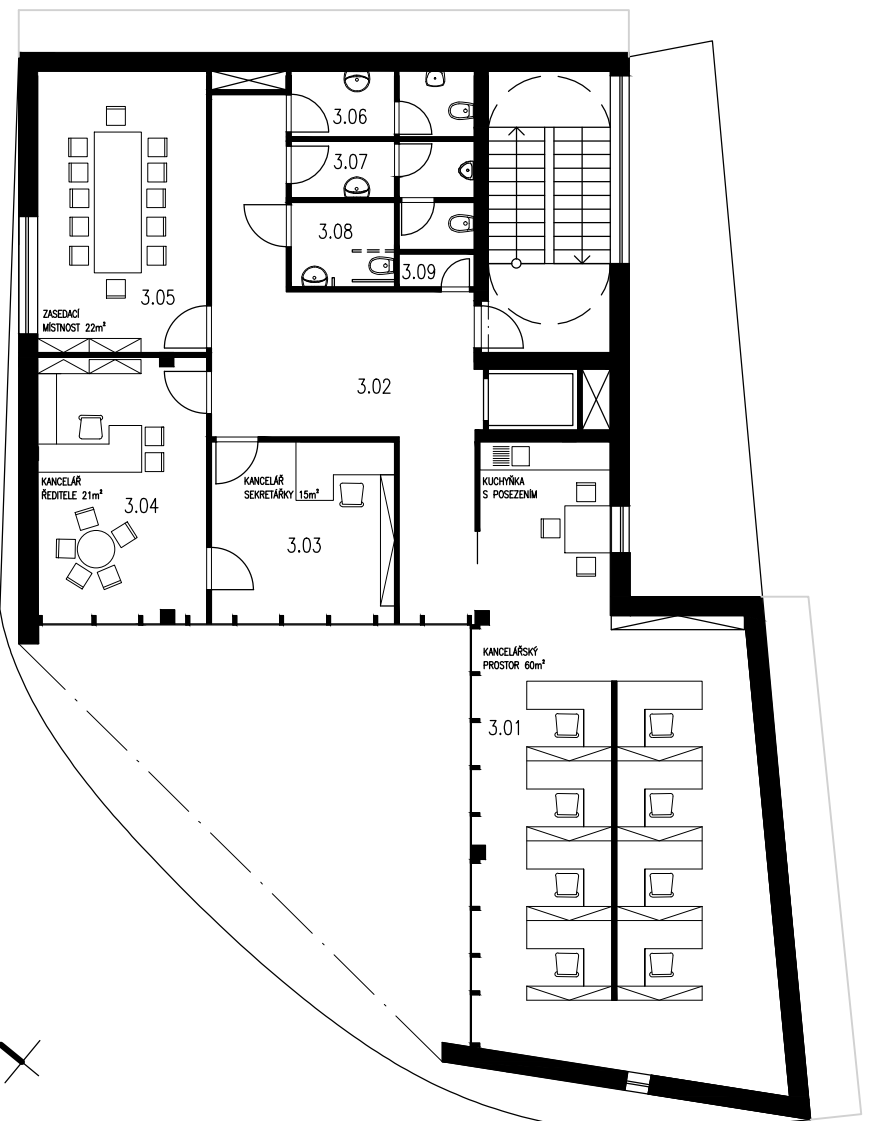 3.06
3.07
3.08
3.09
3.05
ZASEDACÍ
MÍSTNOST 22m²
3.02
KANCELÁŘ
ŘEDITELE 21m²
3.04
KANCELÁŘ
SEKRETÁŘKY 15m²
3.03
KUCHYŇKA
S POSEZENÍM
KANCELÁŘSKÝ
PROSTOR 60m²
3.01